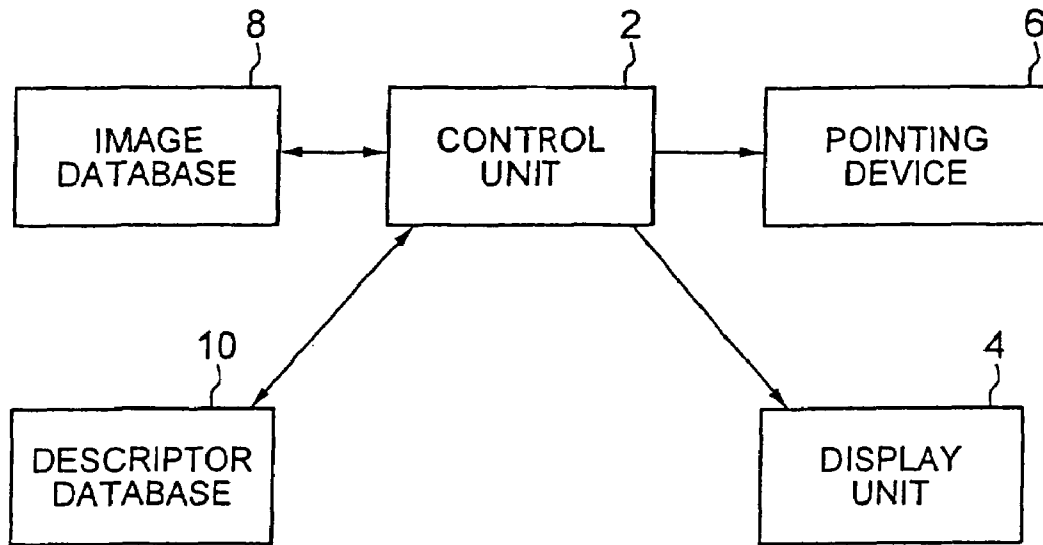 8
2
6
IMAGE
DATABASE
CONTROL
UNIT
POINTING
DEVICE
10
4
DESCRIPTOR
DATABASE
DISPLAY
UNIT